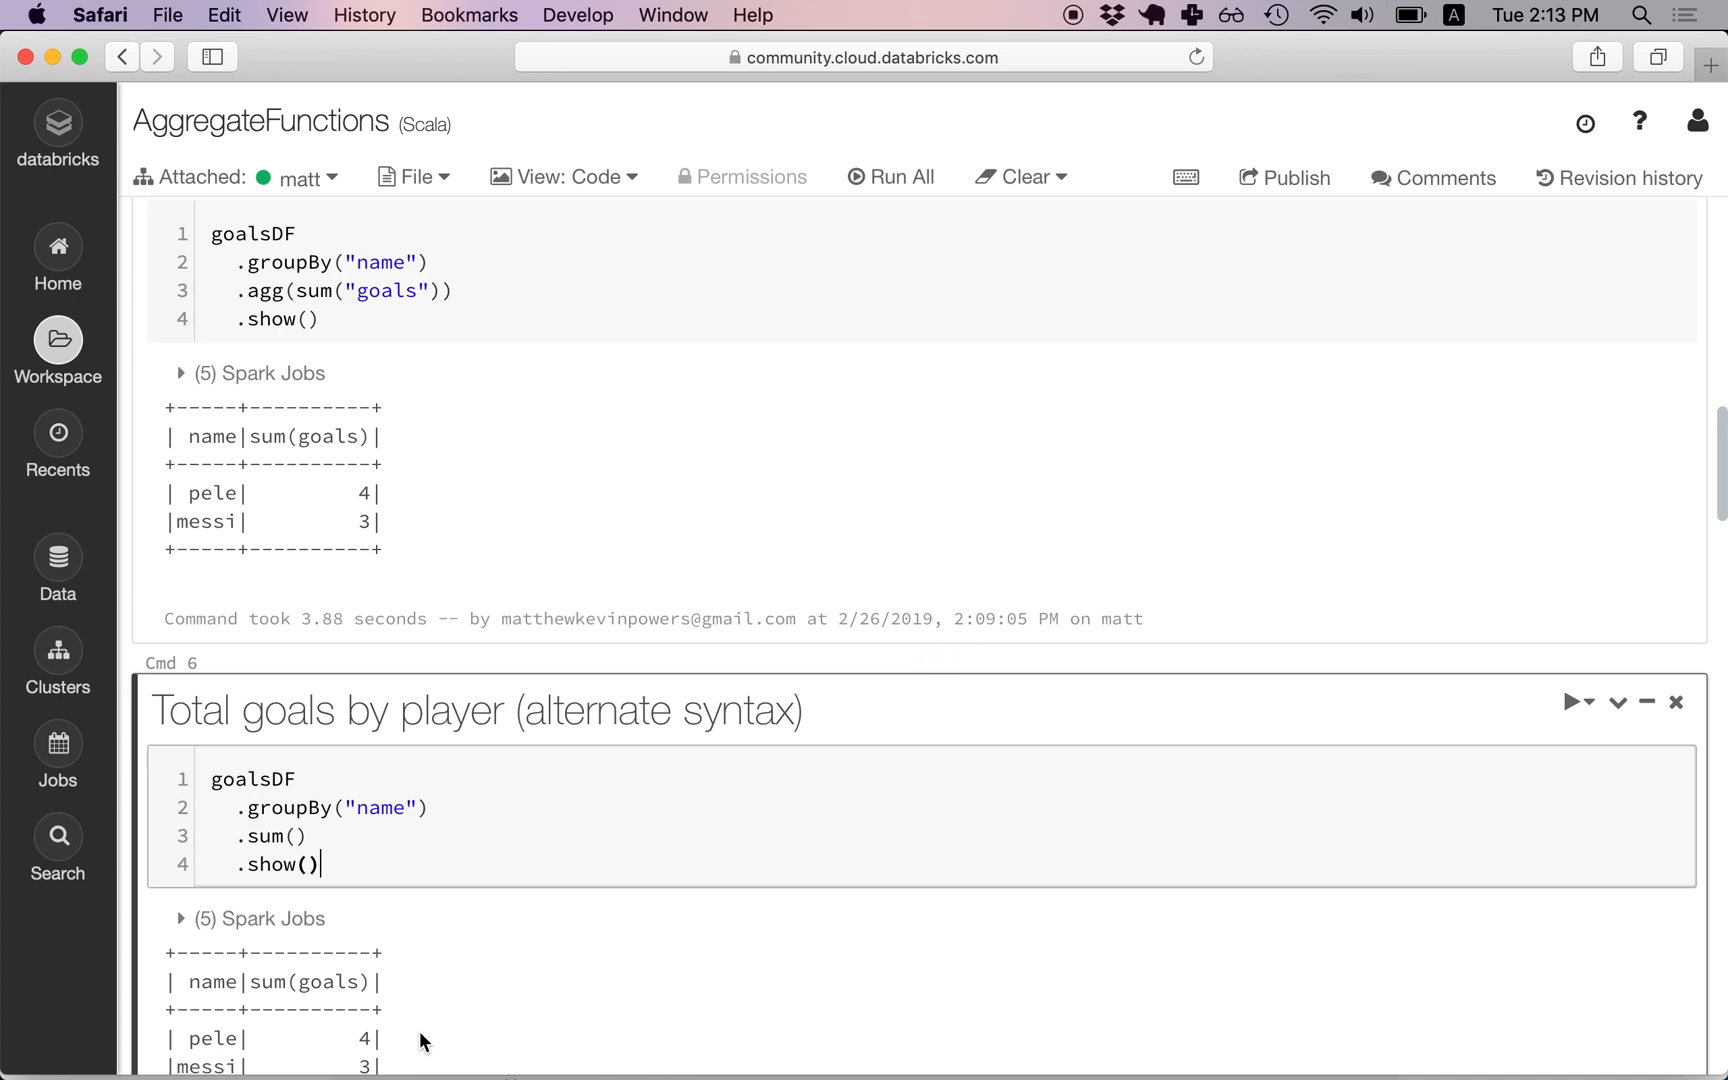 Safari File Edit View History Bookmarks Develop Window Help A Tue 2:13 PM
community.cloud.databricks.com
databricks
Home
Workspace
Recents
Data
Clusters
Jobs
Search
AggregateFunctions (Scala)
?
Attached: matt File View: Code Permissions Run All Clear Publish Comments Revision history
1 goalsDF
2 .groupBy("name")
3 .agg(sum("goals"))
4 .show()
(5) Spark Jobs
+-----+----------+
| name|sum(goals)|
+-----+----------+
| pele| 4|
|messi| 3|
+-----+----------+
Command took 3.88 seconds -- by matthewkevinpowers@gmail.com at 2/26/2019, 2:09:05 PM on matt
Cmd 6
Total goals by player (alternate syntax)
1 goalsDF
2 .groupBy("name")
3 .sum()
4 .show()
(5) Spark Jobs
+-----+----------+
| name|sum(goals)|
+-----+----------+
| pele| 4|
|messi| 3|